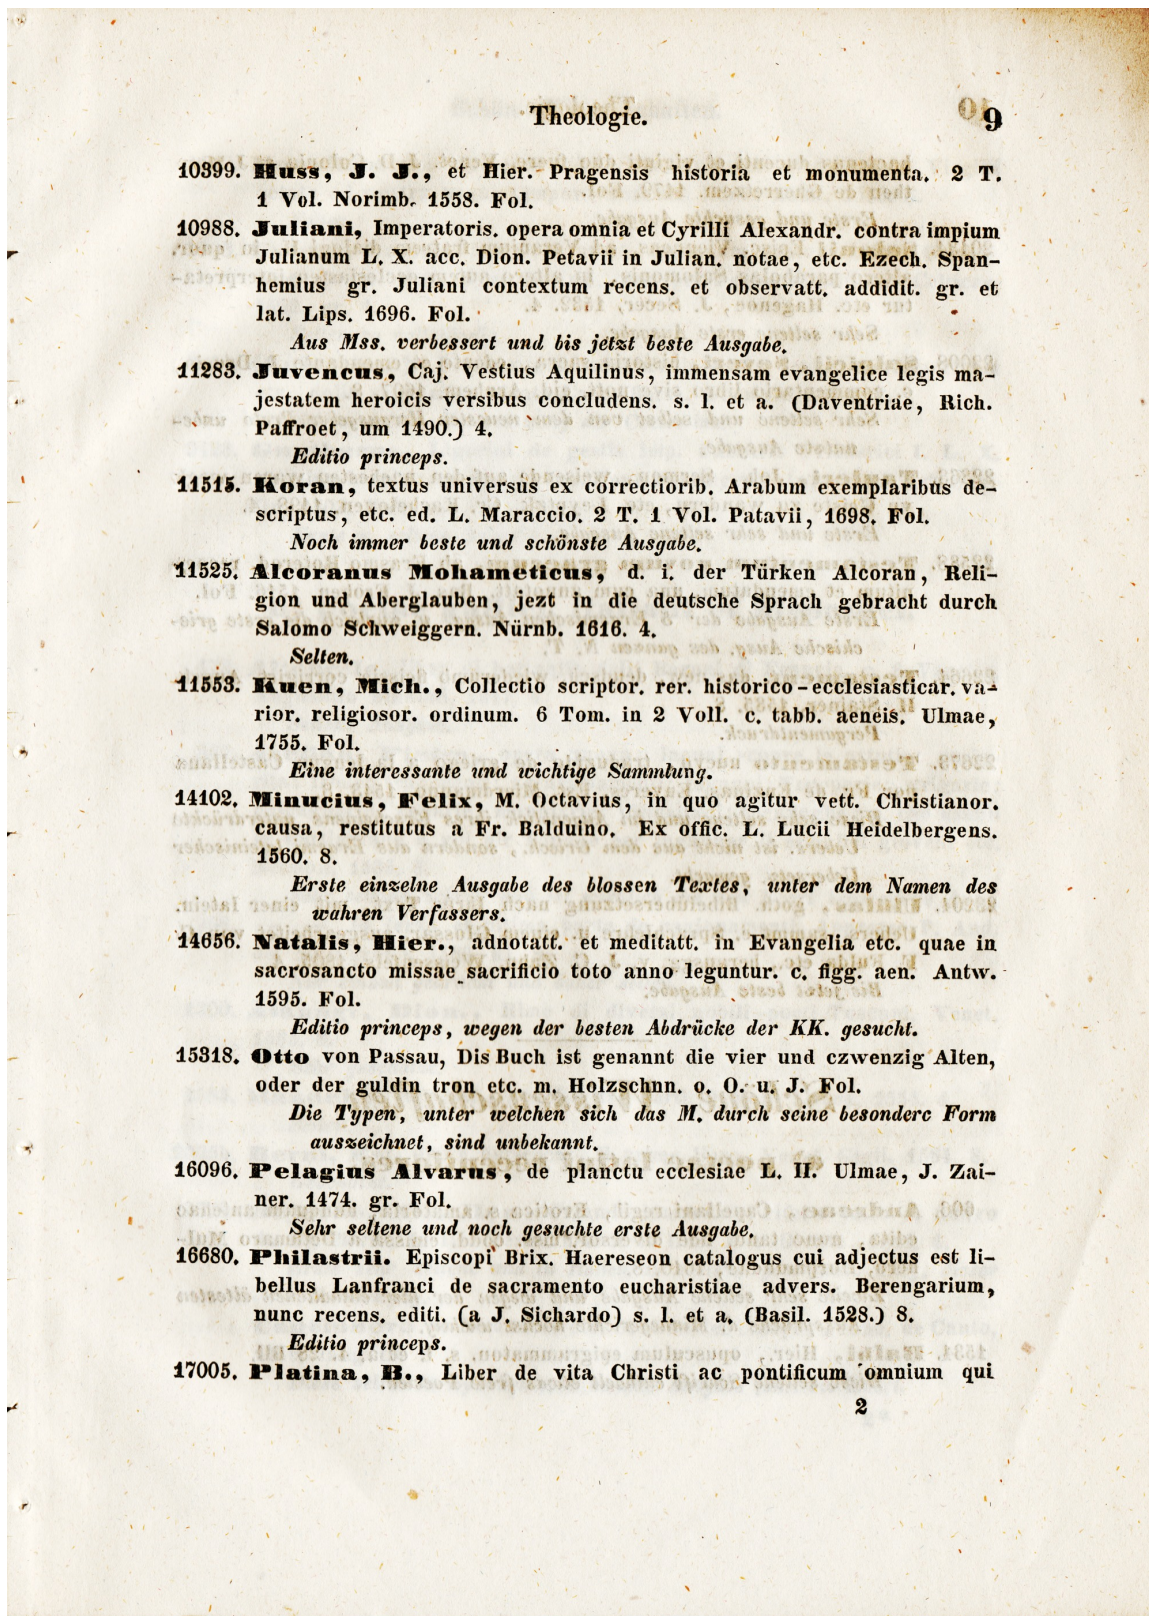 Theologie. 9
10399. Huss, J. J., et Hier. Pragensis historia et monumenta. 2 T.
1 Vol. Norimb. 1558. Fol.
10988. Juliani, Imperatoris. opera omnia et Cyrilli Alexandr. contra impium
Julianum L. X. acc. Dion. Petavii in Julian. notae, etc. Ezech. Span-
hemius gr. Juliani contextum recens. et observatt. addidit. gr. et
lat. Lips. 1696. Fol.
Aus Mss. verbessert und bis jetzt beste Ausgabe.
11283. Juvencus, Caj. Vestius Aquilinus, immensam evangelice legis ma-
jestatem heroicis versibus concludens. s. l. et a. (Daventriae, Rich.
Paffroet, um 1490.) 4.
Editio princeps.
11515. Koran, textus universus ex correctiorib. Arabum exemplaribus de-
scriptus, etc. ed. L. Maraccio. 2 T. 1 Vol. Patavii, 1698. Fol.
Noch immer beste und schönste Ausgabe.
11525. Alcoranus Mohameticus, d. i. der Türken Alcoran, Reli-
gion und Aberglauben, jezt in die deutsche Sprach gebracht durch
Salomo Schweiggern. Nürnb. 1616. 4.
Selten.
11553. Kuen, Mich., Collectio scriptor. rer. historico-ecclesiasticar. va-
rior. religiosor. ordinum. 6 Tom. in 2 Voll. c. tabb. aeneis. Ulmae,
1755. Fol.
Eine interessante und wichtige Sammlung.
14102. Minucius, Felix, M. Octavius, in quo agitur vett. Christianor.
causa, restitutus a Fr. Balduino. Ex offic. L. Lucii Heidelbergens.
1560. 8.
Erste einzelne Ausgabe des blossen Textes, unter dem Namen des
wahren Verfassers.
14656. Natalis, Hier., adnotatt. et meditatt. in Evangelia etc. quae in
sacrosancto missae sacrificio toto anno leguntur. c. figg. aen. Antw.
1595. Fol.
Editio princeps, wegen der besten Abdrücke der KK. gesucht.
15318. Otto von Passau, Dis Buch ist genannt die vier und czwenzig Alten,
oder der guldin tron etc. m. Holzschnn. o. O. u. J. Fol.
Die Typen, unter welchen sich das M. durch seine besondere Form
auszeichnet, sind unbekannt.
16096. Pelagius Alvarus, de planctu ecclesiae L. II. Ulmae, J. Zai-
ner. 1474. gr. Fol.
Sehr seltene und noch gesuchte erste Ausgabe.
16680. Philastrii. Episcopi Brix. Haereseon catalogus cui adjectus est li-
bellus Lanfranci de sacramento eucharistiae advers. Berengarium,
nunc recens. editi. (a J. Sichardo) s. l. et a. (Basil. 1528.) 8.
Editio princeps.
17005. Platina, B., Liber de vita Christi ac pontificum omnium qui
2